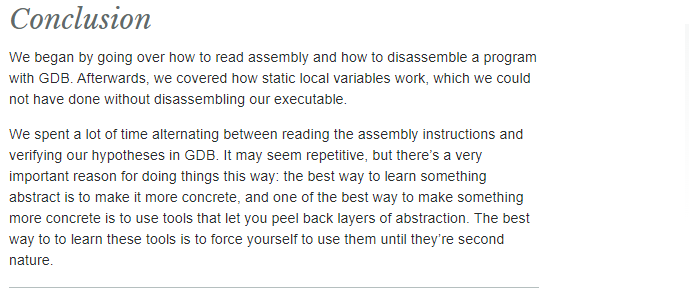 Conclusion
We began by going over how to read assembly and how to disassemble a program
with GDB. Afterwards, we covered how static local variables work, which we could
not have done without disassembling our executable.
We spent a lot of time alternating between reading the assembly instructions and
verifying our hypotheses in GDB. It may seem repetitive, but there's a very
important reason for doing things this way: the best way to learn something
abstract is to make it more concrete, and one of the best way to make something
more concrete is to use tools that let you peel back layers of abstraction. The best
way to to learn these tools is to force yourself to use them until they're second
nature.